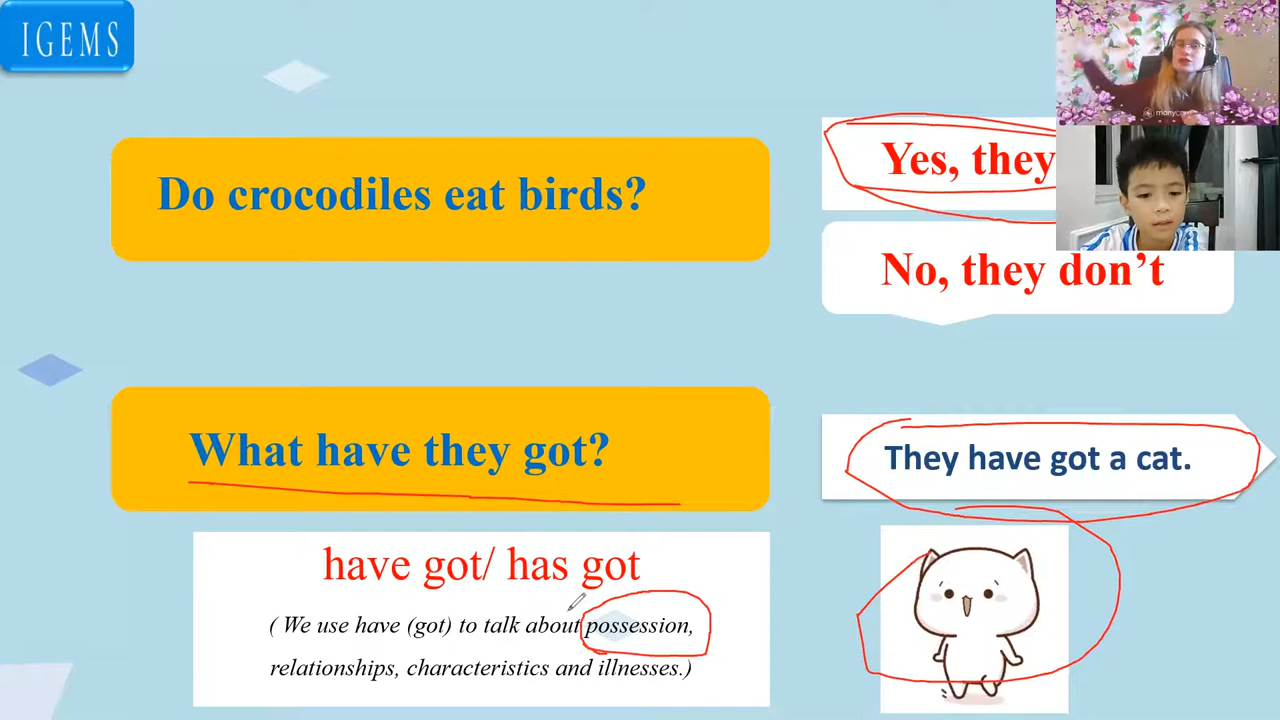 IGEMS
Do crocodiles eat birds?
Yes, they
No, they don't
What have they got?
They have got a cat.
have got/ has got
( We use have (got) to talk about possession,
relationships, characteristics and illnesses.)